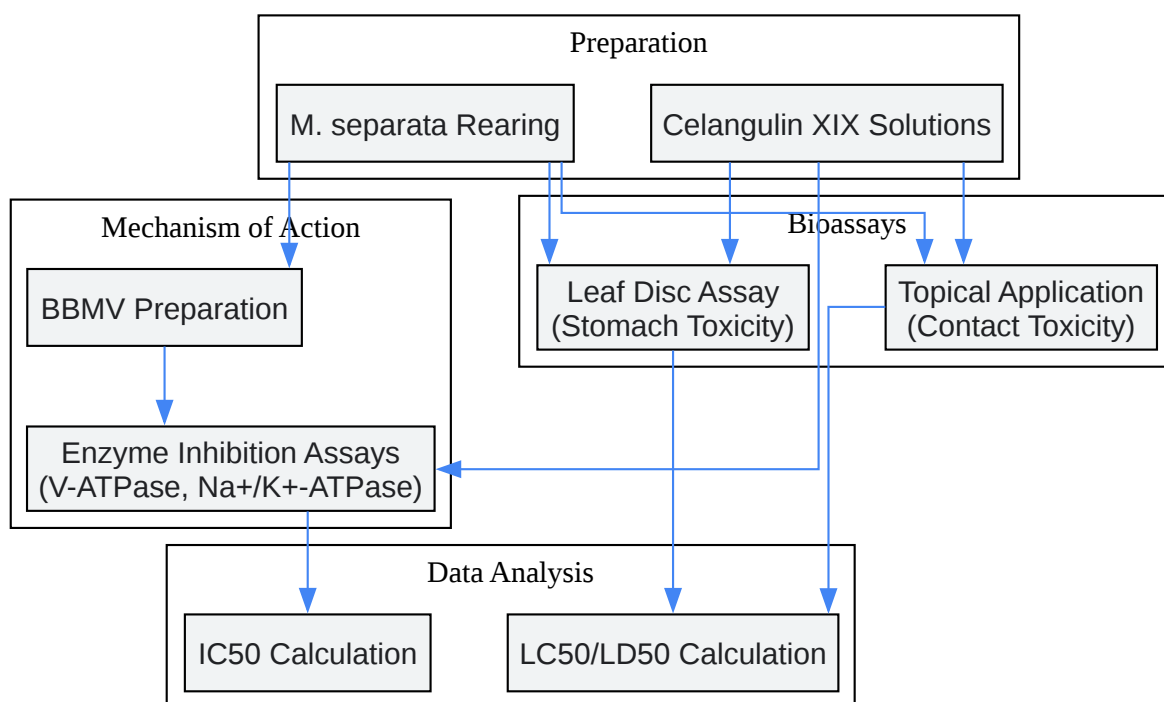 Preparation
M. separata Rearing
Celangulin XIX Solutions
Mechanism of Action
Bioassays
BBMV Preparation
Leaf Disc Assay
(Stomach Toxicity)
Topical Application
(Contact Toxicity)
Enzyme Inhibition Assays
(V-ATPase, Na+/K+-ATPase)
Data Analysis
IC50 Calculation
LC50/LD50 Calculation